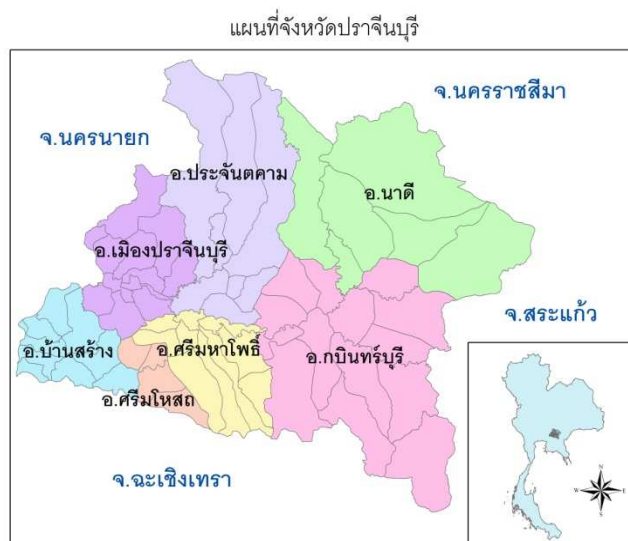 แผนที่จังหวัดปราจีนบุรี
จ.นครราชสีมา
จ.นครนายก
อ.ประจันตคาม
อ.นาดี
อ.เมืองปราจีนบุรี
จ.สระแก้ว
อ.บ้านสร้าง
อ.ศรีมหาโพธิ์
อ.กบินทร์บุรี
อ.ศรีมโหสถ
จ.ฉะเชิงเทรา
N
W
E
S